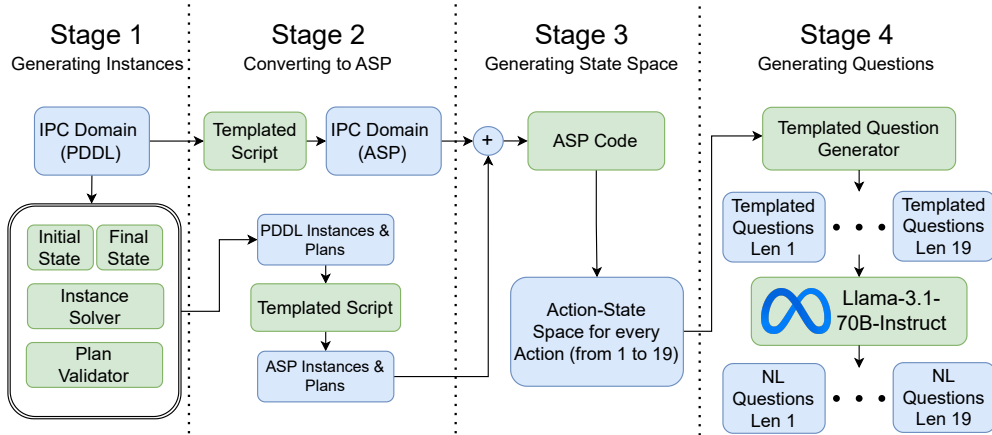 Stage 1
Generating Instances
IPC Domain
(PDDL)
Initial
State
Final
State
Instance
Solver
Plan
Validator
Stage 2
Converting to ASP
Templated
Script
IPC Domain
(ASP)
PDDL Instances &
Plans
Templated Script
ASP Instances &
Plans
Stage 3
Generating State Space
+
ASP Code
Action-State
Space for every
Action (from 1 to 19)
Stage 4
Generating Questions
Templated Question
Generator
Templated
Questions
Len 1
Templated
Questions
Len 19
Llama-3.1-
70B-Instruct
NL
Questions
Len 1
NL
Questions
Len 19